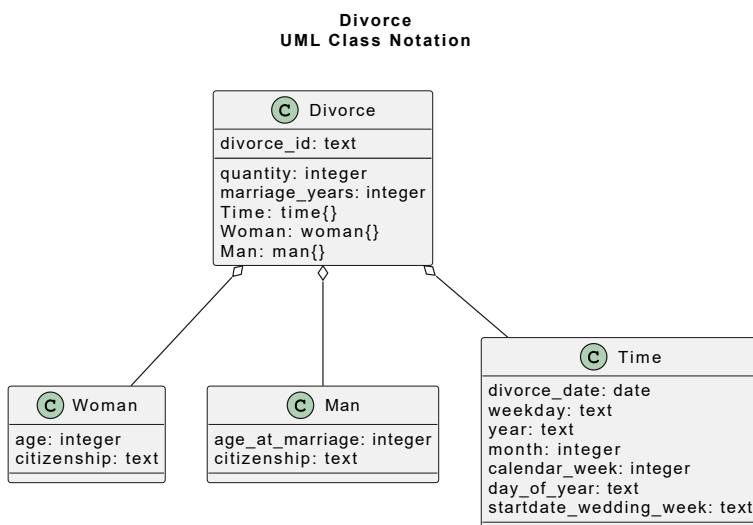 Divorce
UML Class Notation
C Divorce
divorce_id: text
quantity: integer
marriage_years: integer
Time: time{}
Woman: woman{}
Man: man{}
C Woman
age: integer
citizenship: text
C Man
age_at_marriage: integer
citizenship: text
C Time
divorce_date: date
weekday: text
year: text
month: integer
calendar_week: integer
day_of_year: text
startdate_wedding_week: text